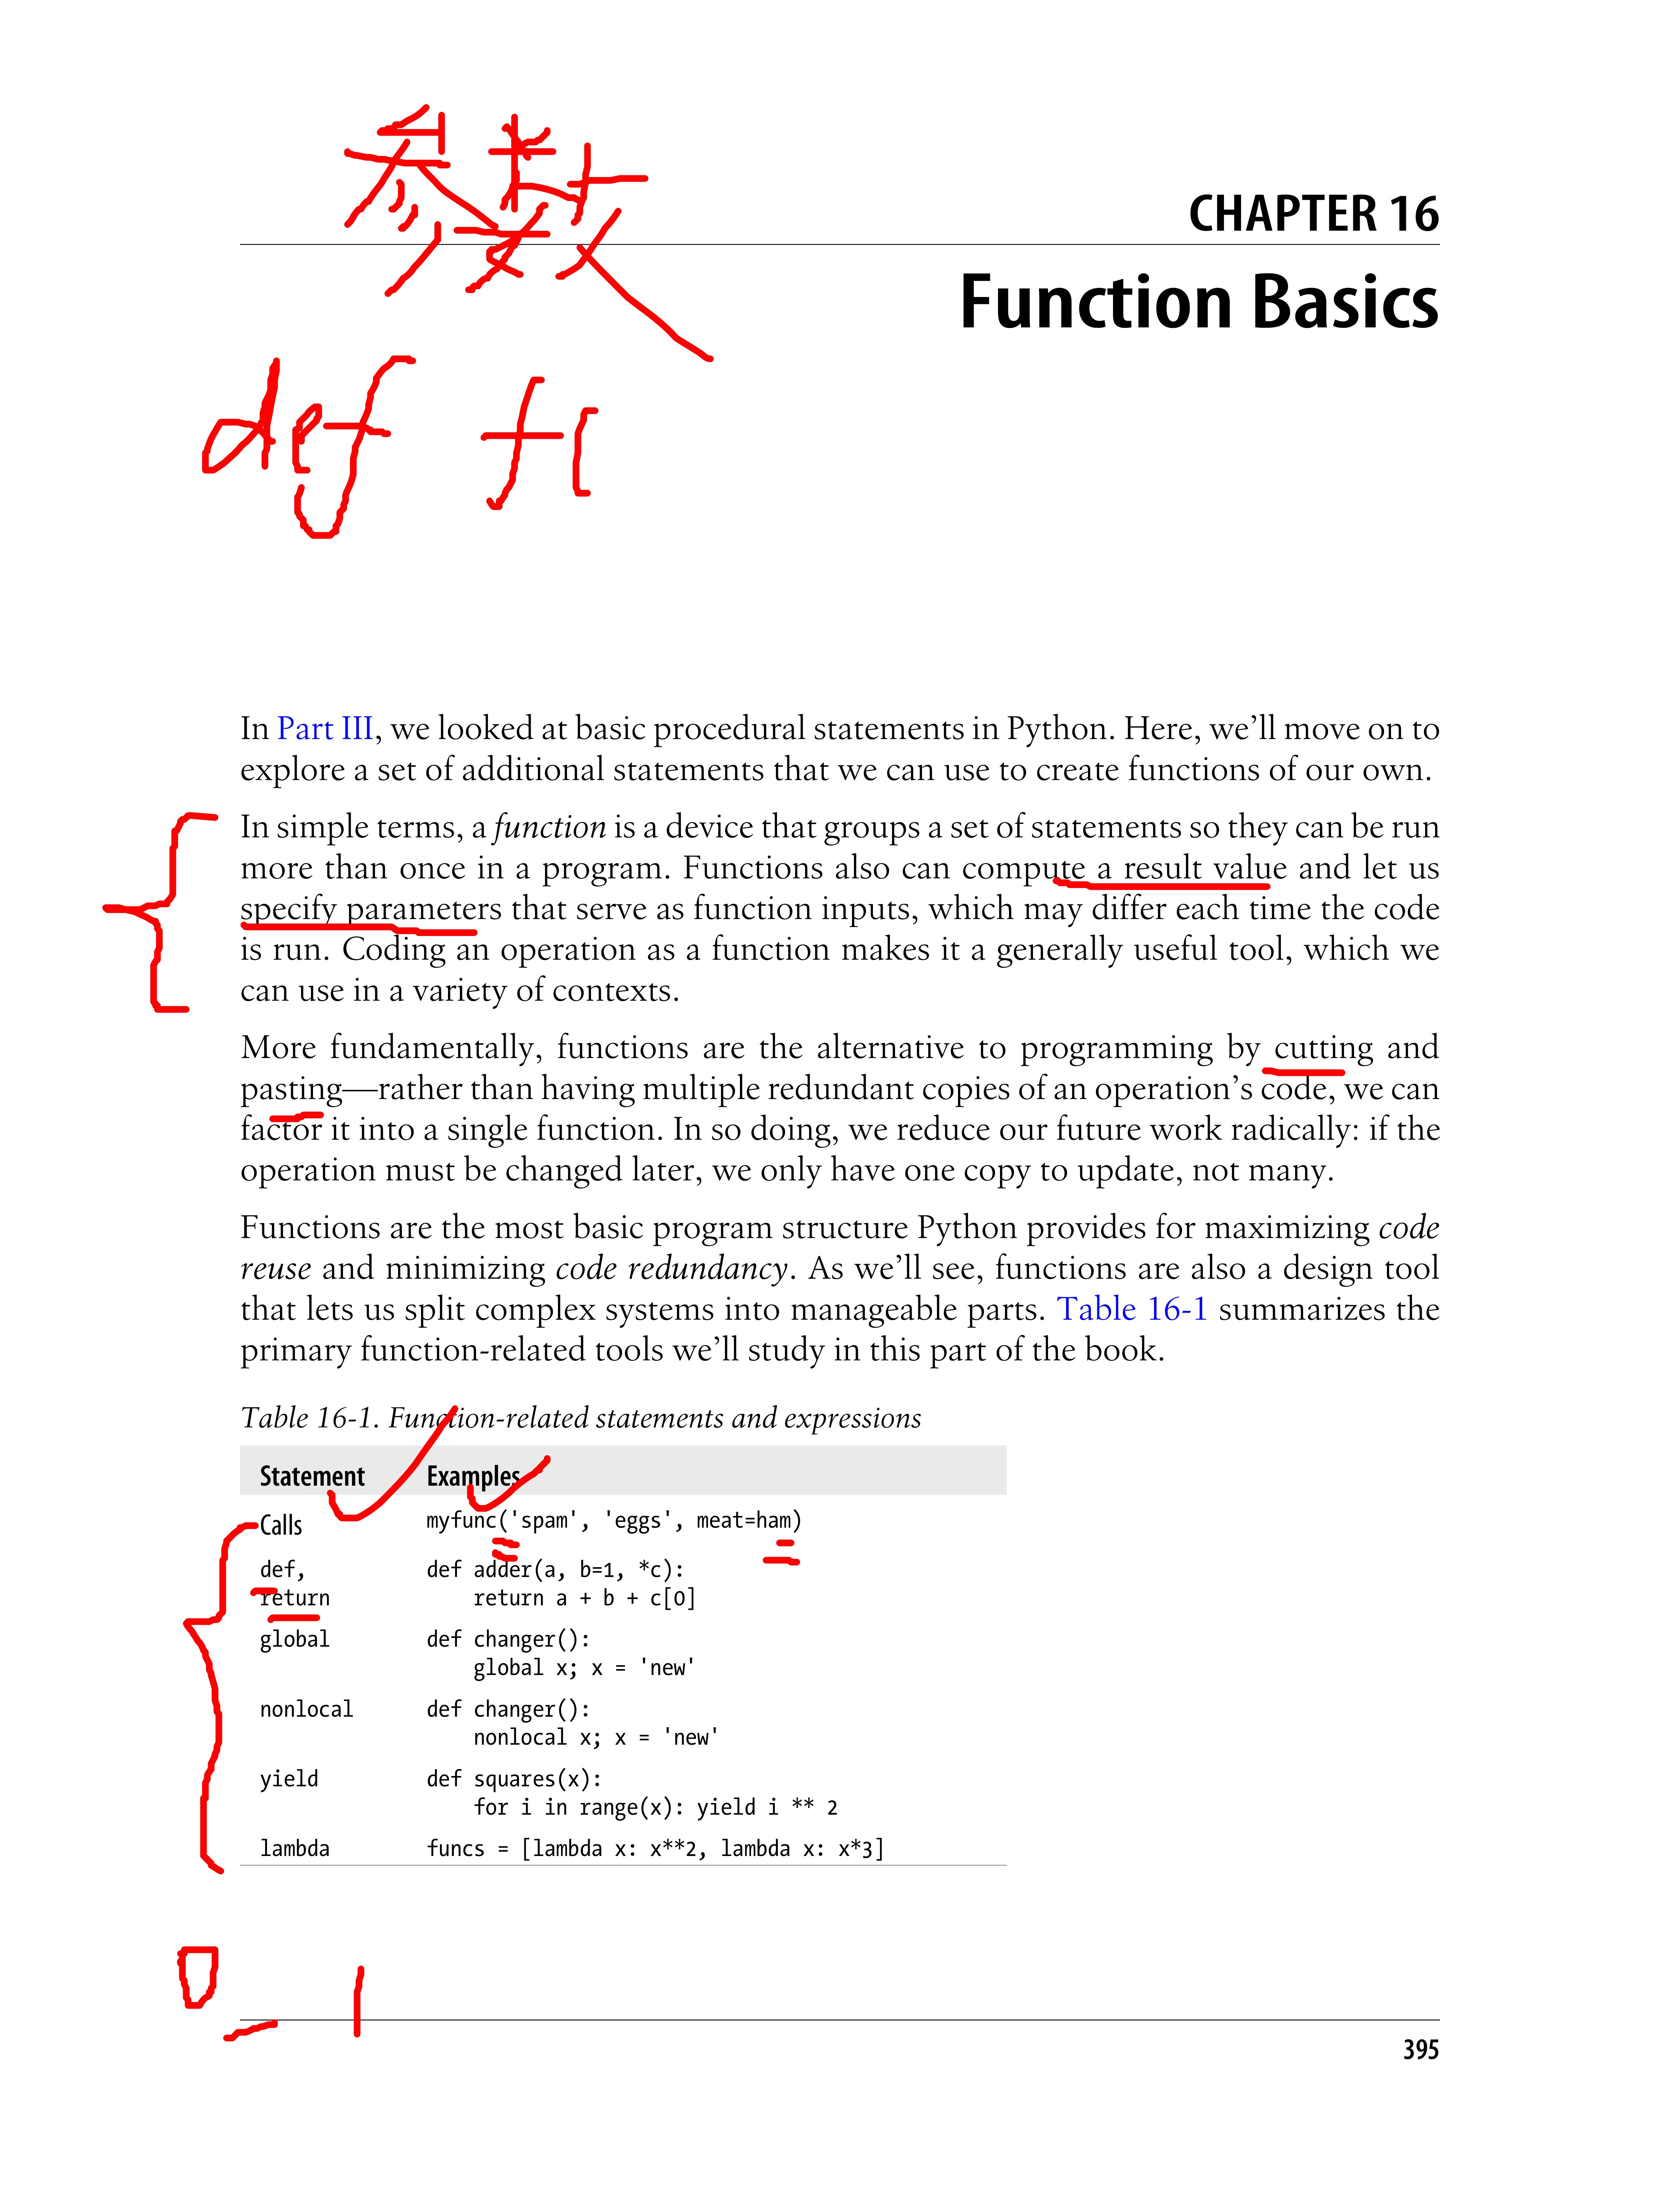 参数
CHAPTER 16
Function Basics
def f(
In Part III, we looked at basic procedural statements in Python. Here, we’ll move on to
explore a set of additional statements that we can use to create functions of our own.
In simple terms, a function is a device that groups a set of statements so they can be run
more than once in a program. Functions also can compute a result value and let us
specify parameters that serve as function inputs, which may differ each time the code
is run. Coding an operation as a function makes it a generally useful tool, which we
can use in a variety of contexts.
More fundamentally, functions are the alternative to programming by cutting and
pasting—rather than having multiple redundant copies of an operation’s code, we can
factor it into a single function. In so doing, we reduce our future work radically: if the
operation must be changed later, we only have one copy to update, not many.
Functions are the most basic program structure Python provides for maximizing code
reuse and minimizing code redundancy. As we’ll see, functions are also a design tool
that lets us split complex systems into manageable parts. Table 16-1 summarizes the
primary function-related tools we’ll study in this part of the book.
Table 16-1. Function-related statements and expressions
Statement Examples
Calls myfunc('spam', 'eggs', meat=ham)
def, def adder(a, b=1, *c):
return return a + b + c[0]
global def changer():
global x; x = 'new'
nonlocal def changer():
nonlocal x; x = 'new'
yield def squares(x):
for i in range(x): yield i ** 2
lambda funcs = [lambda x: x**2, lambda x: x*3]
395